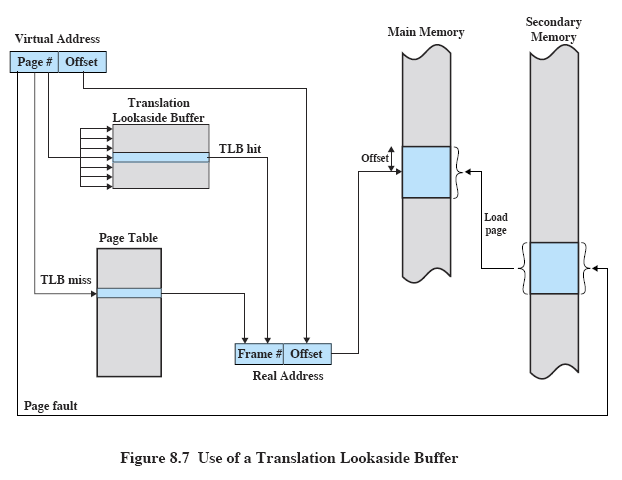 Virtual Address
Page # Offset
Translation
Lookaside Buffer
TLB hit
Page Table
TLB miss
Frame # Offset
Real Address
Page fault
Main Memory
Offset
Secondary
Memory
Load
page
Figure 8.7 Use of a Translation Lookaside Buffer